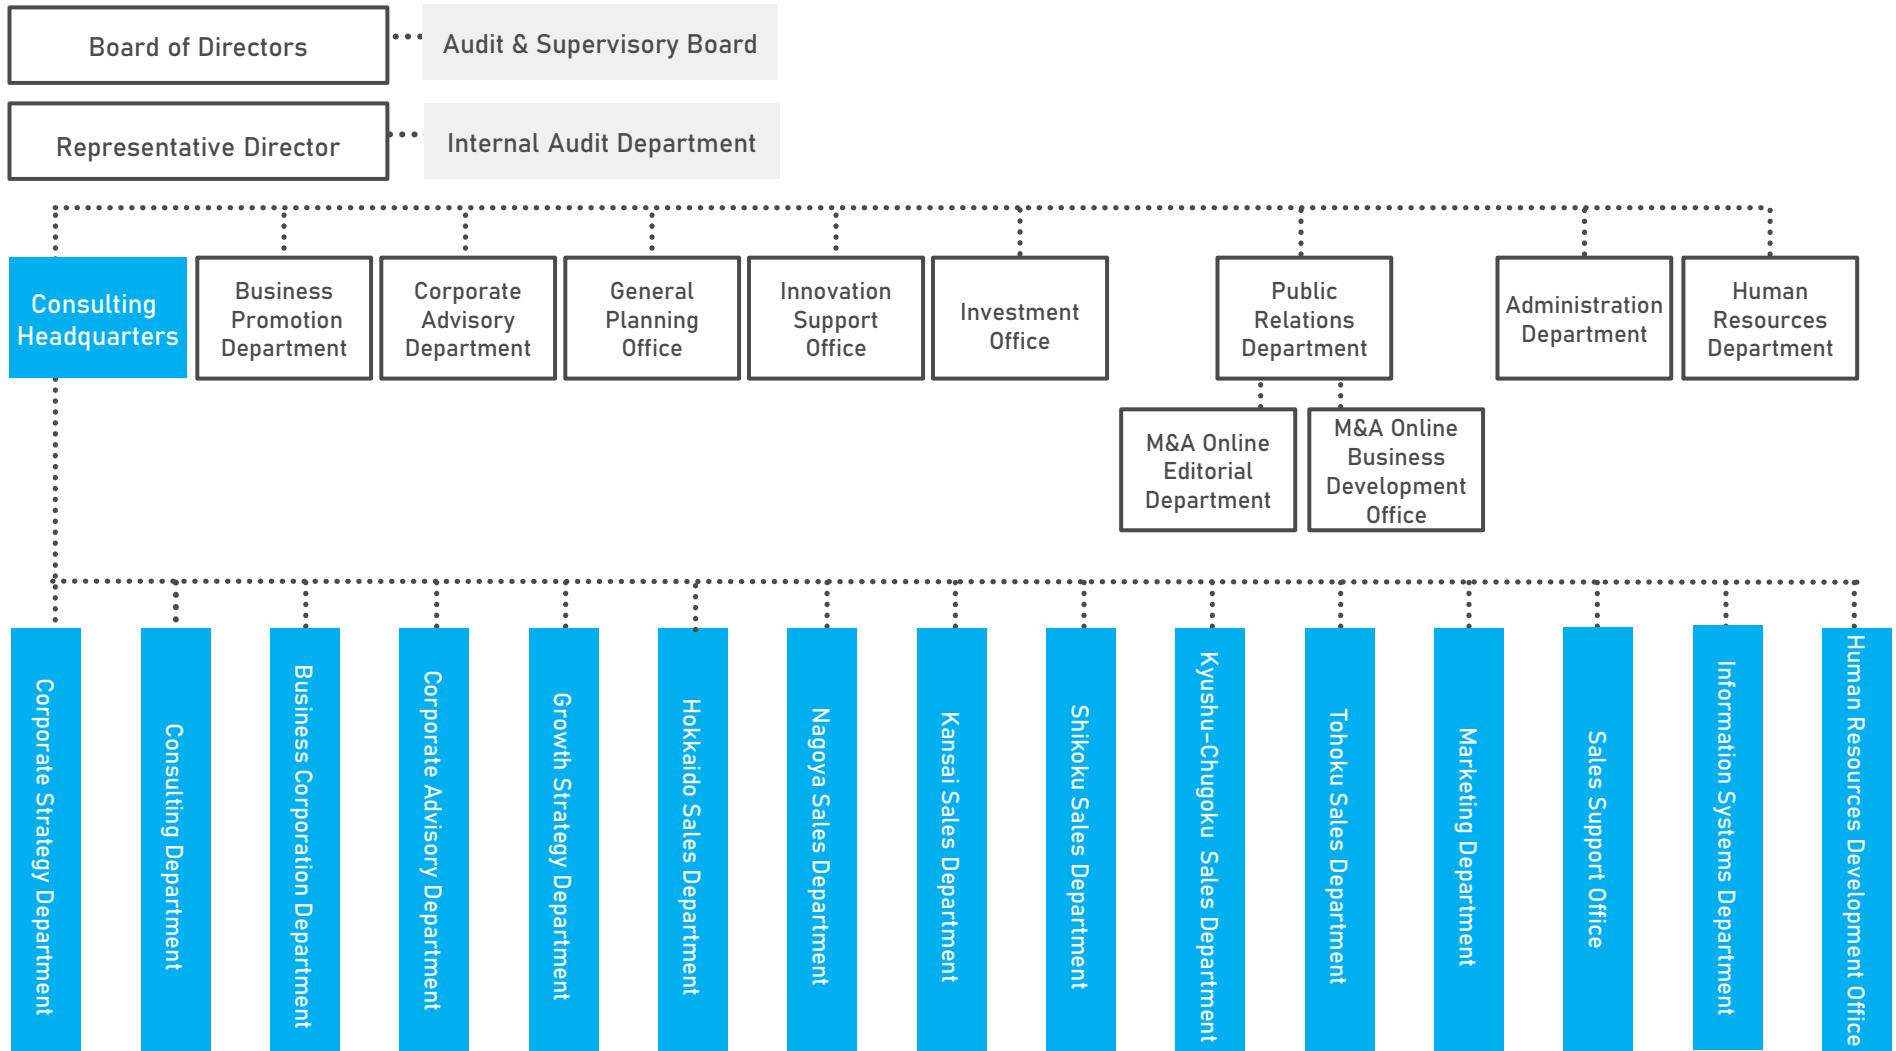 Board of Directors
Audit & Supervisory Board
Representative Director
Internal Audit Department
Consulting
Headquarters
Business
Promotion
Department
Corporate
Advisory
Department
General
Planning
Office
Innovation
Support
Office
Investment
Office
Public
Relations
Department
Administration
Department
Human
Resources
Department
M&A Online
Editorial
Department
M&A Online
Business
Development
Office
Corporate Strategy Department
Consulting Department
Business Corporation Department
Corporate Advisory Department
Growth Strategy Department
Hokkaido Sales Department
Nagoya Sales Department
Kansai Sales Department
Shikoku Sales Department
Kyushu-Chugoku Sales Department
Tohoku Sales Department
Marketing Department
Sales Support Office
Information Systems Department
Human Resources Development Office